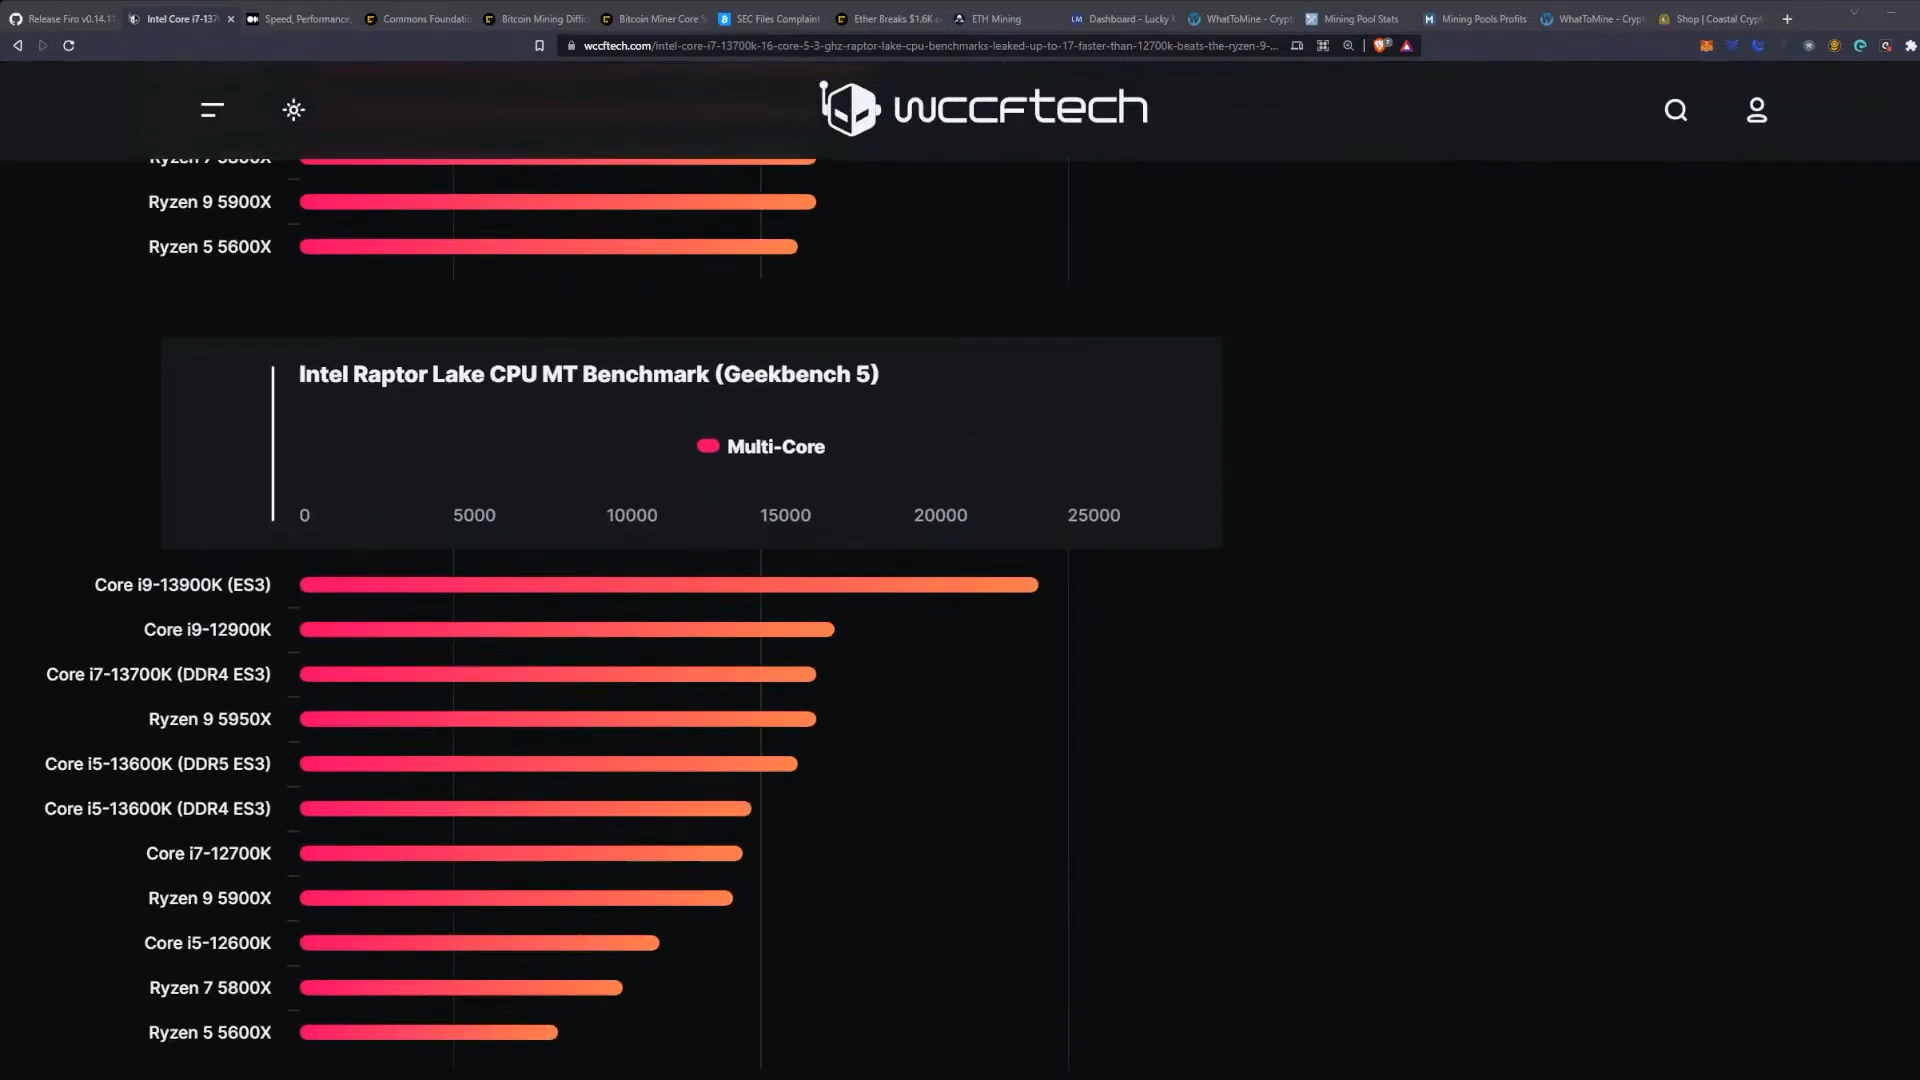 Release Firo v0.14.11
Intel Core i7-137
Speed, Performance,
Commons Foundatio
Bitcoin Mining Diffic
Bitcoin Miner Core S
SEC Files Complaint
Ether Breaks $1.6K o
ETH Mining
Dashboard - Lucky
WhatToMine - Crypt
Mining Pool Stats
Mining Pools Profits
WhatToMine - Crypt
Shop | Coastal Crypt
wccftech.com/intel-core-i7-13700k-16-core-5-3-ghz-raptor-lake-cpu-benchmarks-leaked-up-to-17-faster-than-12700k-beats-the-ryzen-9-...
wccftech
Ryzen 7 5800X
Ryzen 9 5900X
Ryzen 5 5600X
Intel Raptor Lake CPU MT Benchmark (Geekbench 5)
Multi-Core
0 5000 10000 15000 20000 25000
Core i9-13900K (ES3)
Core i9-12900K
Core i7-13700K (DDR4 ES3)
Ryzen 9 5950X
Core i5-13600K (DDR5 ES3)
Core i5-13600K (DDR4 ES3)
Core i7-12700K
Ryzen 9 5900X
Core i5-12600K
Ryzen 7 5800X
Ryzen 5 5600X